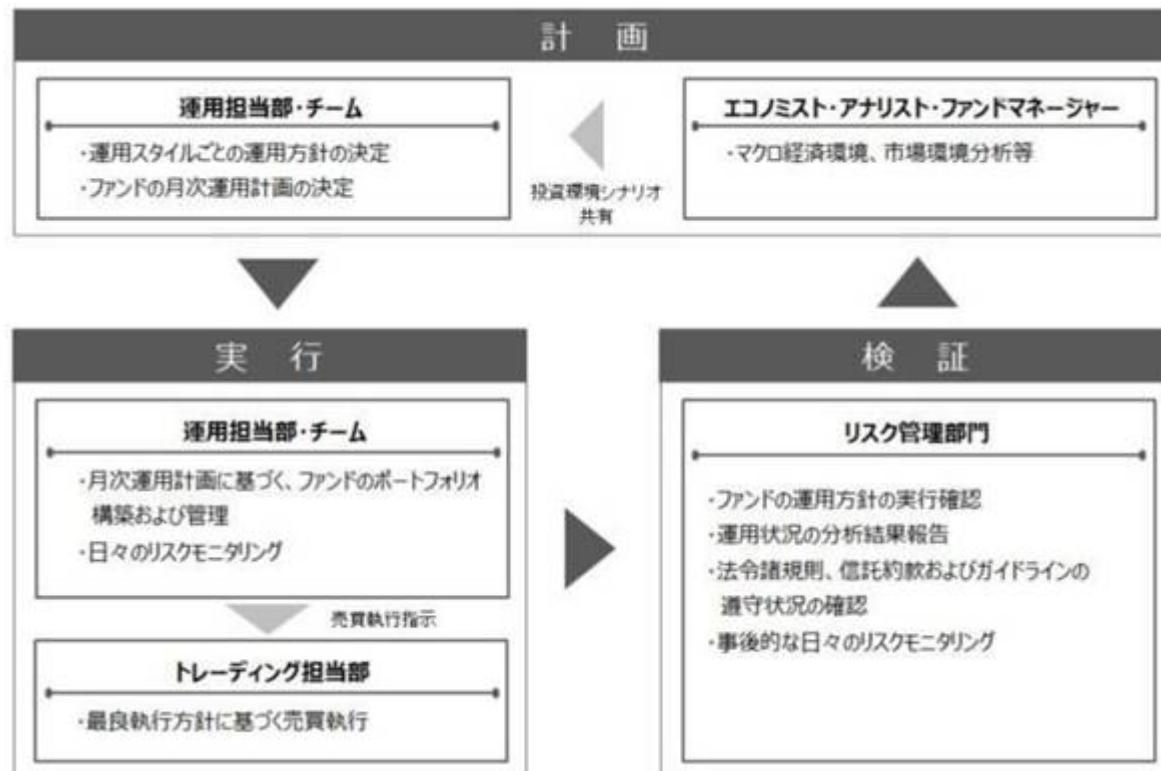 計 画
運用担当部・チーム
・運用スタイルごとの運用方針の決定
・ファンドの月次運用計画の決定
投資環境シナリオ
共有
エコノミスト・アナリスト・ファンドマネージャー
・マクロ経済環境、市場環境分析等
実 行
運用担当部・チーム
・月次運用計画に基づく、ファンドのポートフォリオ
構築および管理
・日々のリスクモニタリング
売買執行指示
トレーディング担当部
・最良執行方針に基づく売買執行
検 証
リスク管理部門
・ファンドの運用方針の実行確認
・運用状況の分析結果報告
・法令諸規則、信託約款およびガイドラインの
遵守状況の確認
・事後的な日々のリスクモニタリング